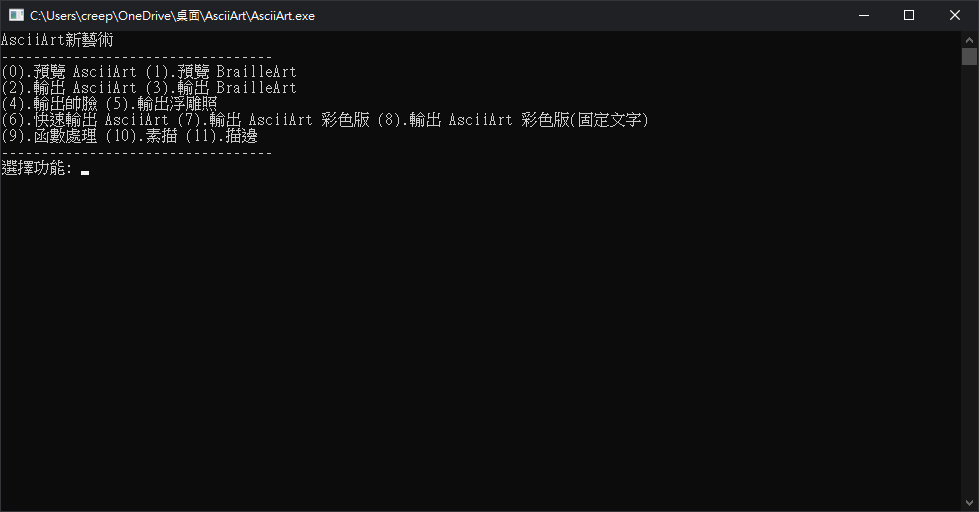 C:\Users\creep\OneDrive\桌面\AsciiArt\AsciiArt.exe
AsciiArt新藝術
----------------------------------
(0).預覽 AsciiArt (1).預覽 BrailleArt
(2).輸出 AsciiArt (3).輸出 BrailleArt
(4).輸出帥臉 (5).輸出浮雕照
(6).快速輸出 AsciiArt (7).輸出 AsciiArt 彩色版 (8).輸出 AsciiArt 彩色版(固定文字)
(9).函數處理 (10).素描 (11).描邊
----------------------------------
選擇功能: